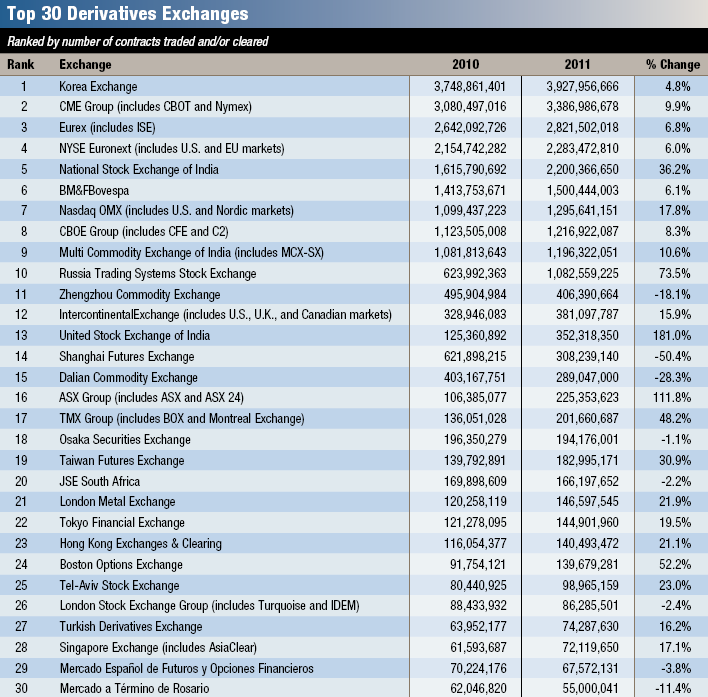 Top 30 Derivatives Exchanges
Ranked by number of contracts traded and/or cleared
Rank Exchange 2010 2011 % Change
1 Korea Exchange 3,748,861,401 3,927,956,666 4.8%
2 CME Group (includes CBOT and Nymex) 3,080,497,016 3,386,986,678 9.9%
3 Eurex (includes ISE) 2,642,092,726 2,821,502,018 6.8%
4 NYSE Euronext (includes U.S. and EU markets) 2,154,742,282 2,283,472,810 6.0%
5 National Stock Exchange of India 1,615,790,692 2,200,366,650 36.2%
6 BM&FBovespa 1,413,753,671 1,500,444,003 6.1%
7 Nasdaq OMX (includes U.S. and Nordic markets) 1,099,437,223 1,295,641,151 17.8%
8 CBOE Group (includes CFE and C2) 1,123,505,008 1,216,922,087 8.3%
9 Multi Commodity Exchange of India (includes MCX-SX) 1,081,813,643 1,196,322,051 10.6%
10 Russia Trading Systems Stock Exchange 623,992,363 1,082,559,225 73.5%
11 Zhengzhou Commodity Exchange 495,904,984 406,390,664 -18.1%
12 IntercontinentalExchange (includes U.S., U.K., and Canadian markets) 328,946,083 381,097,787 15.9%
13 United Stock Exchange of India 125,360,892 352,318,350 181.0%
14 Shanghai Futures Exchange 621,898,215 308,239,140 -50.4%
15 Dalian Commodity Exchange 403,167,751 289,047,000 -28.3%
16 ASX Group (includes ASX and ASX 24) 106,385,077 225,353,623 111.8%
17 TMX Group (includes BOX and Montreal Exchange) 136,051,028 201,660,687 48.2%
18 Osaka Securities Exchange 196,350,279 194,176,001 -1.1%
19 Taiwan Futures Exchange 139,792,891 182,995,171 30.9%
20 JSE South Africa 169,898,609 166,197,652 -2.2%
21 London Metal Exchange 120,258,119 146,597,545 21.9%
22 Tokyo Financial Exchange 121,278,095 144,901,960 19.5%
23 Hong Kong Exchanges & Clearing 116,054,377 140,493,472 21.1%
24 Boston Options Exchange 91,754,121 139,679,281 52.2%
25 Tel-Aviv Stock Exchange 80,440,925 98,965,159 23.0%
26 London Stock Exchange Group (includes Turquoise and IDEM) 88,433,932 86,285,501 -2.4%
27 Turkish Derivatives Exchange 63,952,177 74,287,630 16.2%
28 Singapore Exchange (includes AsiaClear) 61,593,687 72,119,650 17.1%
29 Mercado Español de Futuros y Opciones Financieros 70,224,176 67,572,131 -3.8%
30 Mercado a Término de Rosario 62,046,820 55,000,041 -11.4%